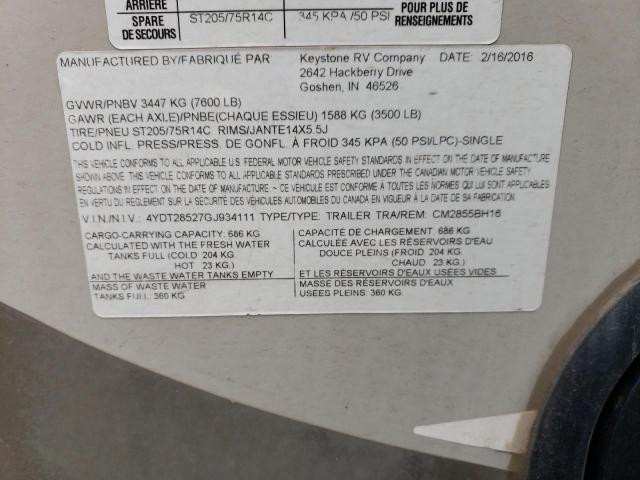 ARRIÈRE
SPARE
DE SECOURS
ST205/75R14C
345 KPA /50 PSI
POUR PLUS DE
RENSEIGNEMENTS
MANUFACTURED BY/FABRIQUÉ PAR
Keystone RV Company
DATE: 2/16/2016
2642 Hackberry Drive
Goshen, IN 46526
GVWR/PNBV 3447 KG (7600 LB)
GAWR (EACH AXLE)/PNBE(CHAQUE ESSIEU) 1588 KG (3500 LB)
TIRE/PNEU ST205/75R14C RIMS/JANTE14X5.5J
COLD INFL. PRESS/PRESS. DE GONFL. À FROID 345 KPA (50 PSI/LPC)-SINGLE
THIS VEHICLE CONFORMS TO ALL APPLICABLE U.S. FEDERAL MOTOR VEHICLE SAFETY STANDARDS IN EFFECT ON THE DATE OF MANUFACTURE
SHOWN ABOVE. THIS VEHICLE CONFORMS TO ALL APPLICABLE STANDARDS PRESCRIBED UNDER THE CANADIAN MOTOR VEHICLE SAFETY
REGULATIONS IN EFFECT ON THE DATE OF MANUFACTURE / CE VÉHICULE EST CONFORME À TOUTES LES NORMES QUI LUI SONT APPLICABLES
EN VERTU DU RÈGLEMENT SUR LA SÉCURITÉ DES VÉHICULES AUTOMOBILES DU CANADA EN VIGUEUR À LA DATE DE SA FABRICATION
V.I.N./N.I.V.: 4YDT28527GJ934111 TYPE/TYPE: TRAILER TRA/REM: CM2855BH16
CARGO-CARRYING CAPACITY: 686 KG
CALCULATED WITH THE FRESH WATER
TANKS FULL (COLD 204 KG
HOT 23 KG.)
AND THE WASTE WATER TANKS EMPTY
MASS OF WASTE WATER
TANKS FULL: 360 KG
CAPACITÉ DE CHARGEMENT: 686 KG
CALCULÉE AVEC LES RÉSERVOIRS D'EAU
DOUCE PLEINS (FROID 204 KG
CHAUD 23 KG.)
ET LES RÉSERVOIRS D'EAUX USÉES VIDES
MASSE DES RÉSERVOIRS D'EAUX
USÉES PLEINS: 360 KG.